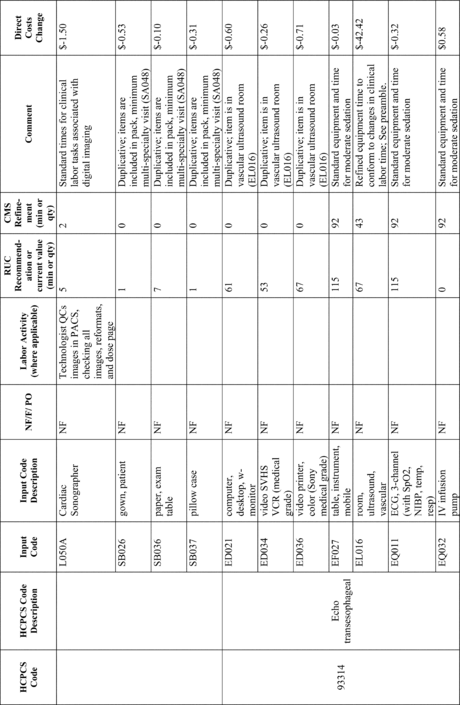 HCPCS
Code
HCPCS Code
Description
Input
Code
Input Code
Description
NF/F/ PO
Labor Activity
(where applicable)
RUC
Recommend-
ation or
current value
(min or qty)
CMS
Refine-
ment
(min or
qty)
Comment
Direct
Costs
Change
L050A
Cardiac
Sonographer
NF
Technologist QCs
images in PACS,
checking all
images, reformats,
and dose page
5
2
Standard times for clinical
labor tasks associated with
digital imaging
$-1.50
SB026
gown, patient
NF
1
0
Duplicative; items are
included in pack, minimum
multi-specialty visit (SA048)
$-0.53
SB036
paper, exam
table
NF
7
0
Duplicative; items are
included in pack, minimum
multi-specialty visit (SA048)
$-0.10
SB037
pillow case
NF
1
0
Duplicative; items are
included in pack, minimum
multi-specialty visit (SA048)
$-0.31
93314
Echo
transesophageal
ED021
computer,
desktop, w-
monitor
NF
61
0
Duplicative; item is in
vascular ultrasound room
(EL016)
$-0.60
ED034
video SVHS
VCR (medical
grade)
NF
53
0
Duplicative; item is in
vascular ultrasound room
(EL016)
$-0.26
ED036
video printer,
color (Sony
medical grade)
NF
67
0
Duplicative; item is in
vascular ultrasound room
(EL016)
$-0.71
EF027
table, instrument,
mobile
NF
115
92
Standard equipment and time
for moderate sedation
$-0.03
EL016
room,
ultrasound,
vascular
NF
67
43
Refined equipment time to
conform to changes in clinical
labor time; See preamble.
$-42.42
EQ011
ECG, 3-channel
(with SpO2,
NIBP, temp,
resp)
NF
115
92
Standard equipment and time
for moderate sedation
$-0.32
EQ032
IV infusion
pump
NF
0
92
Standard equipment and time
for moderate sedation
$0.58